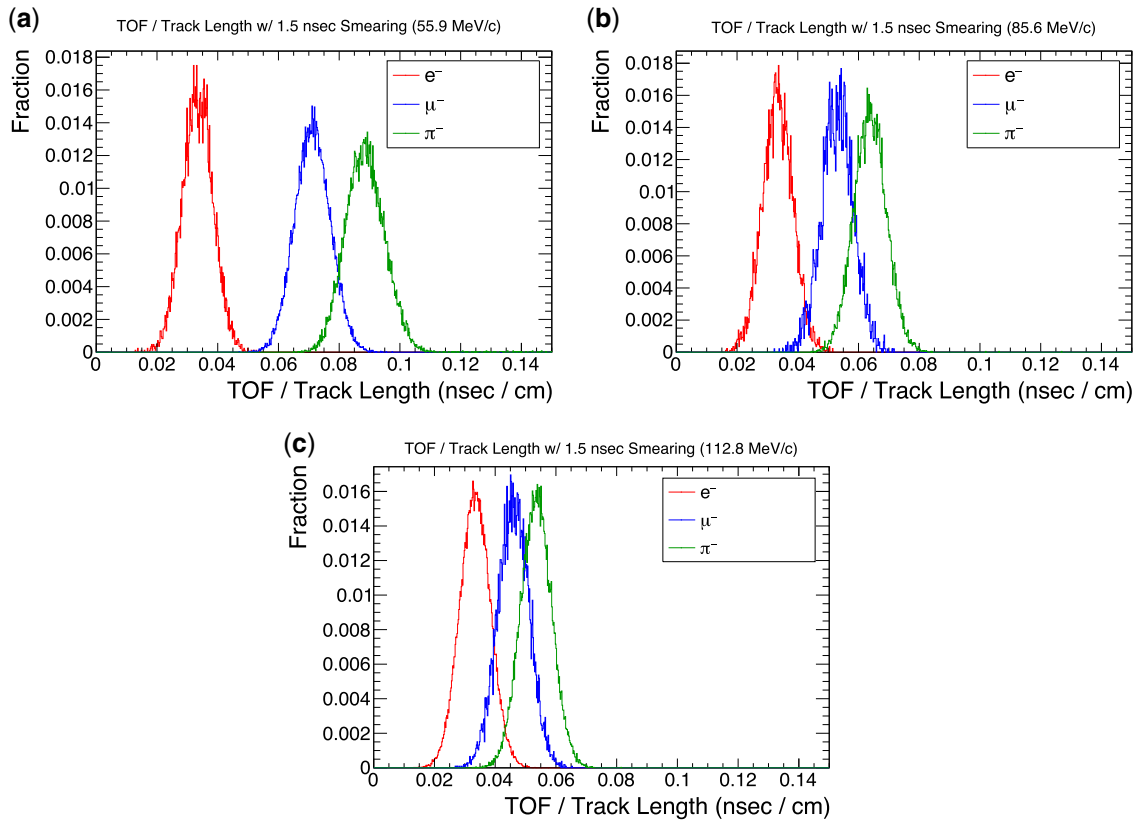 (a)
TOF / Track Length w/ 1.5 nsec Smearing (55.9 MeV/c)
Fraction
0.018
0.016
0.014
0.012
0.01
0.008
0.006
0.004
0.002
0
e⁻
μ⁻
π⁻
0 0.02 0.04 0.06 0.08 0.1 0.12 0.14
TOF / Track Length (nsec / cm)
(b)
TOF / Track Length w/ 1.5 nsec Smearing (85.6 MeV/c)
Fraction
0.018
0.016
0.014
0.012
0.01
0.008
0.006
0.004
0.002
0
e⁻
μ⁻
π⁻
0 0.02 0.04 0.06 0.08 0.1 0.12 0.14
TOF / Track Length (nsec / cm)
(c)
TOF / Track Length w/ 1.5 nsec Smearing (112.8 MeV/c)
Fraction
0.016
0.014
0.012
0.01
0.008
0.006
0.004
0.002
0
e⁻
μ⁻
π⁻
0 0.02 0.04 0.06 0.08 0.1 0.12 0.14
TOF / Track Length (nsec / cm)